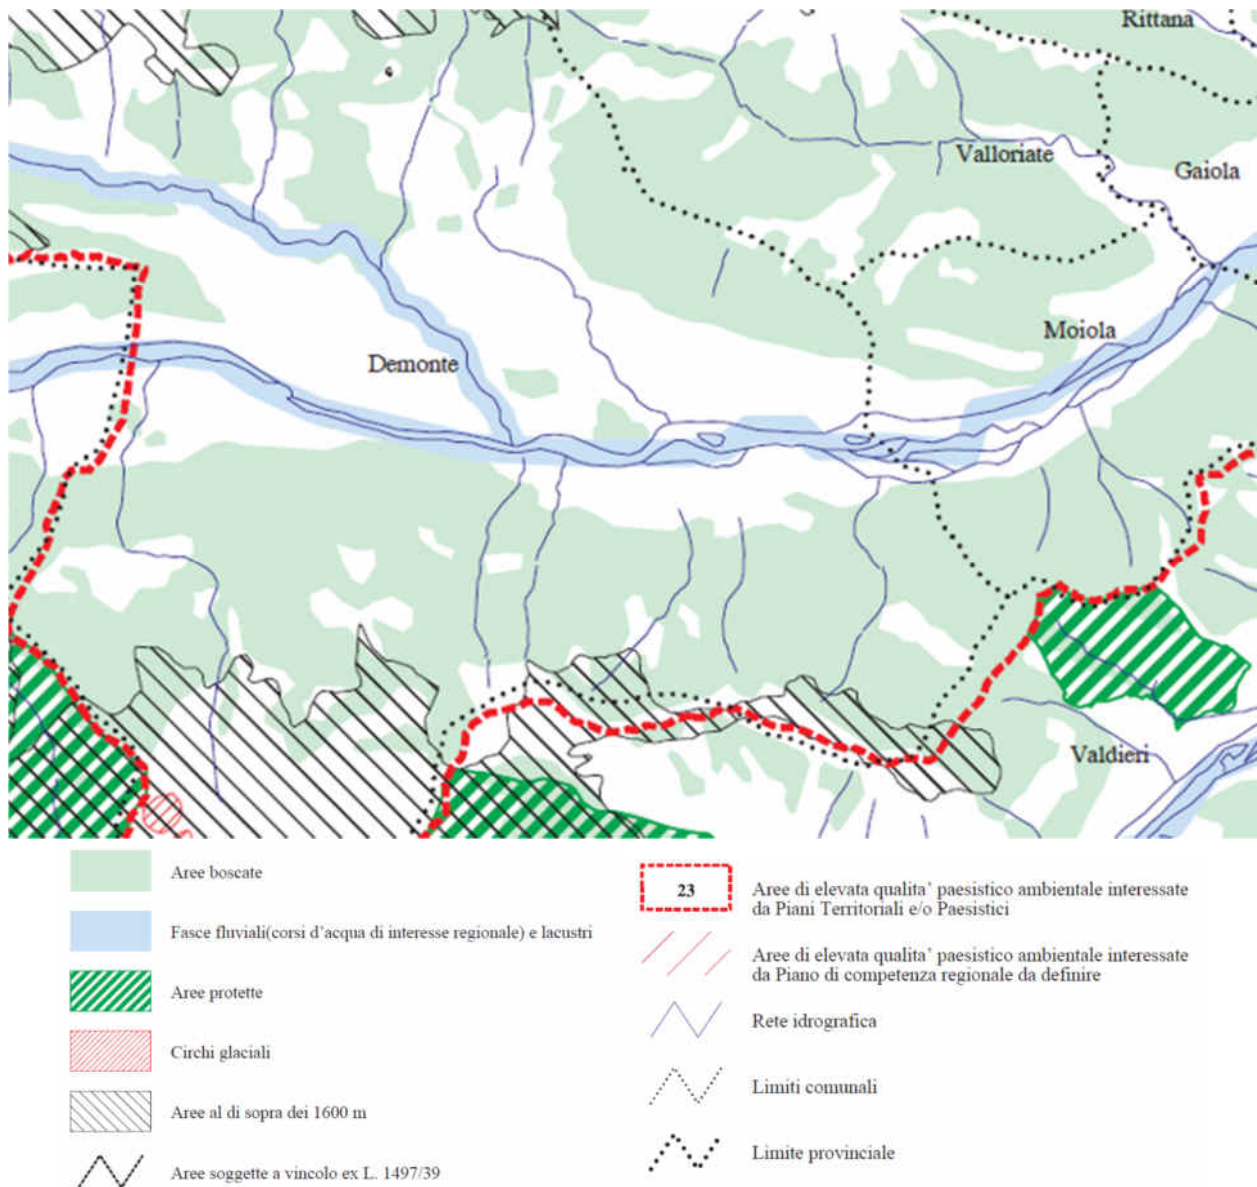 Rittana
Valloriate
Gaiola
Moiola
Demonte
Valdieri
Aree boscate
Fasce fluviali(corsi d'acqua di interesse regionale) e lacustri
Aree protette
Circhi glaciali
Aree al di sopra dei 1600 m
Aree soggette a vincolo ex L. 1497/39
23
Aree di elevata qualita' paesistico ambientale interessate
da Piani Territoriali e/o Paesistici
Aree di elevata qualita' paesistico ambientale interessate
da Piano di competenza regionale da definire
Rete idrografica
Limiti comunali
Limite provinciale